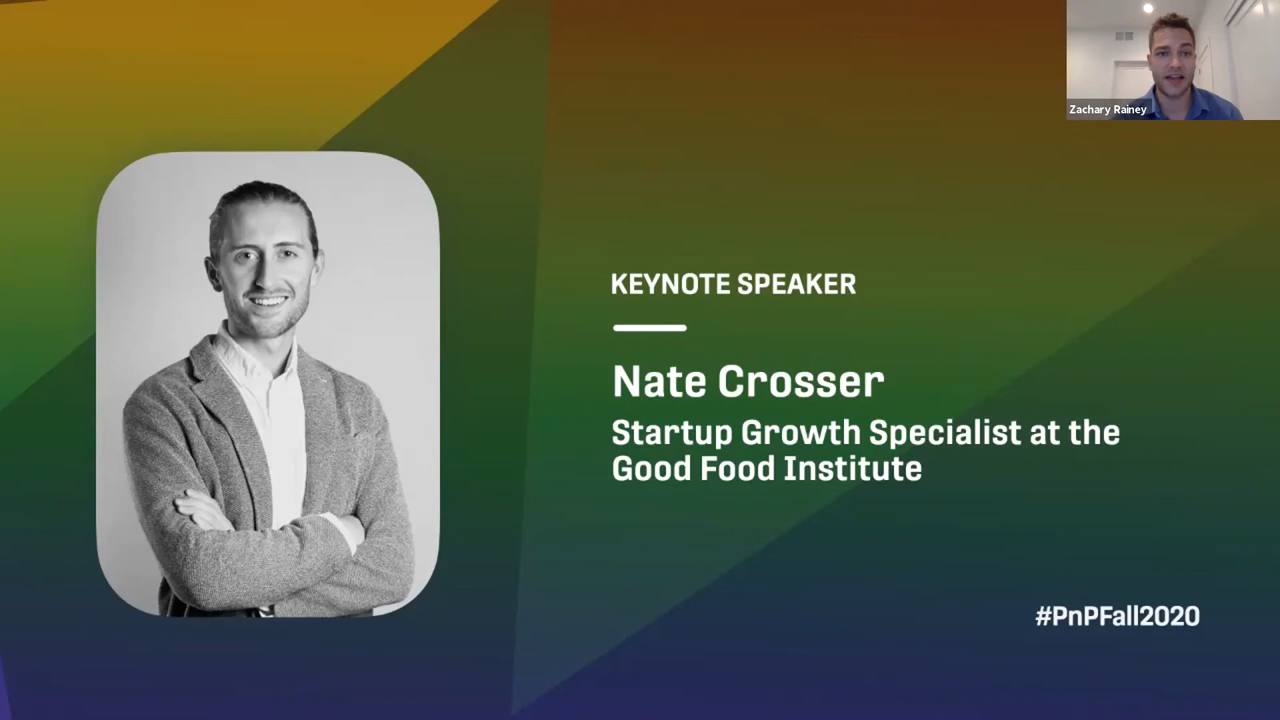 Zachary Rainey
KEYNOTE SPEAKER
Nate Crosser
Startup Growth Specialist at the
Good Food Institute
#PnPFall2020